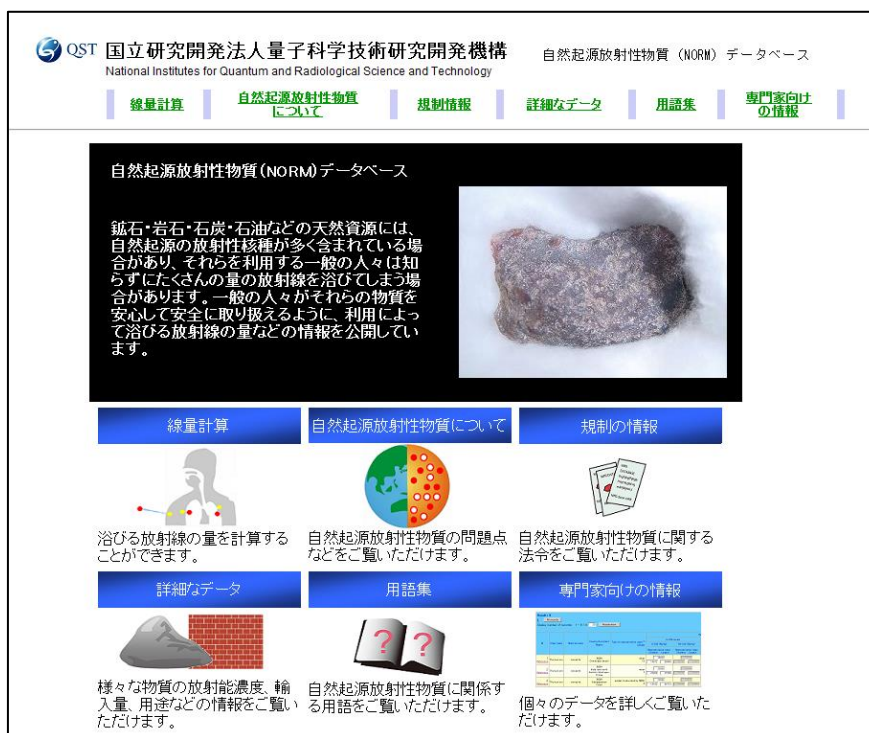 QST 国立研究開発法人量子科学技術研究開発機構
National Institutes for Quantum and Radiological Science and Technology
自然起源放射性物質（NORM）データベース
線量計算
自然起源放射性物質
について
規制情報
詳細なデータ
用語集
専門家向け
の情報
自然起源放射性物質(NORM)データベース
鉱石・岩石・石炭・石油などの天然資源には、
自然起源の放射性核種が多く含まれている場
合があり、それらを利用する一般の人々は知
らずにたくさんの量の放射線を浴びてしまう場
合があります。一般の人々がそれらの物質を
安心して安全に取り扱えるように、利用によっ
て浴びる放射線の量などの情報を公開してい
ます。
線量計算
自然起源放射性物質について
規制の情報
浴びる放射線の量を計算する
ことができます。
自然起源放射性物質の問題点
などをご覧いただけます。
自然起源放射性物質に関する
法令をご覧いただけます。
詳細なデータ
用語集
専門家向けの情報
? ?
様々な物質の放射能濃度、輸
入量、用途などの情報をご覧い
ただけます。
自然起源放射性物質に関係す
る用語をご覧いただけます。
個々のデータを詳しくご覧いた
だけます。